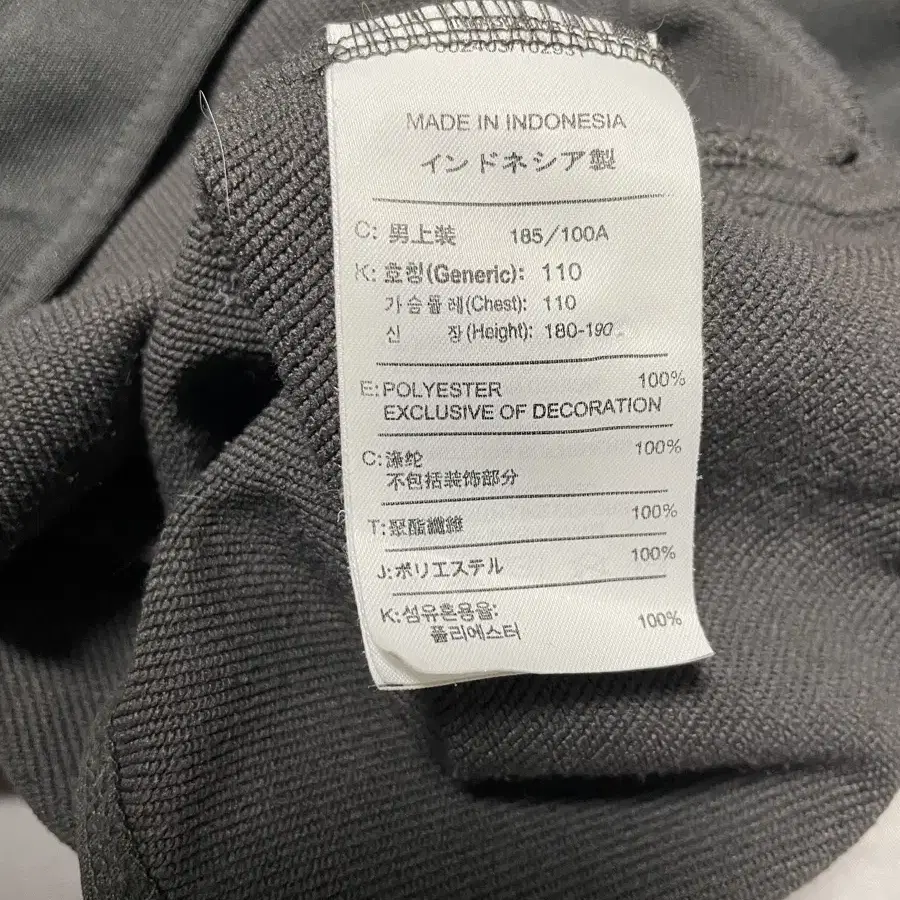 MADE IN INDONESIA
インドネシア製
C: 男上装 185/100A
K: 호칭(Generic): 110
가슴둘레(Chest): 110
신 장(Height): 180-190
E: POLYESTER 100%
EXCLUSIVE OF DECORATION
C: 涤纶 100%
不包括装饰部分
T: 聚酯纖維 100%
J: ポリエステル 100%
K: 섬유혼용율:
폴리에스터 100%